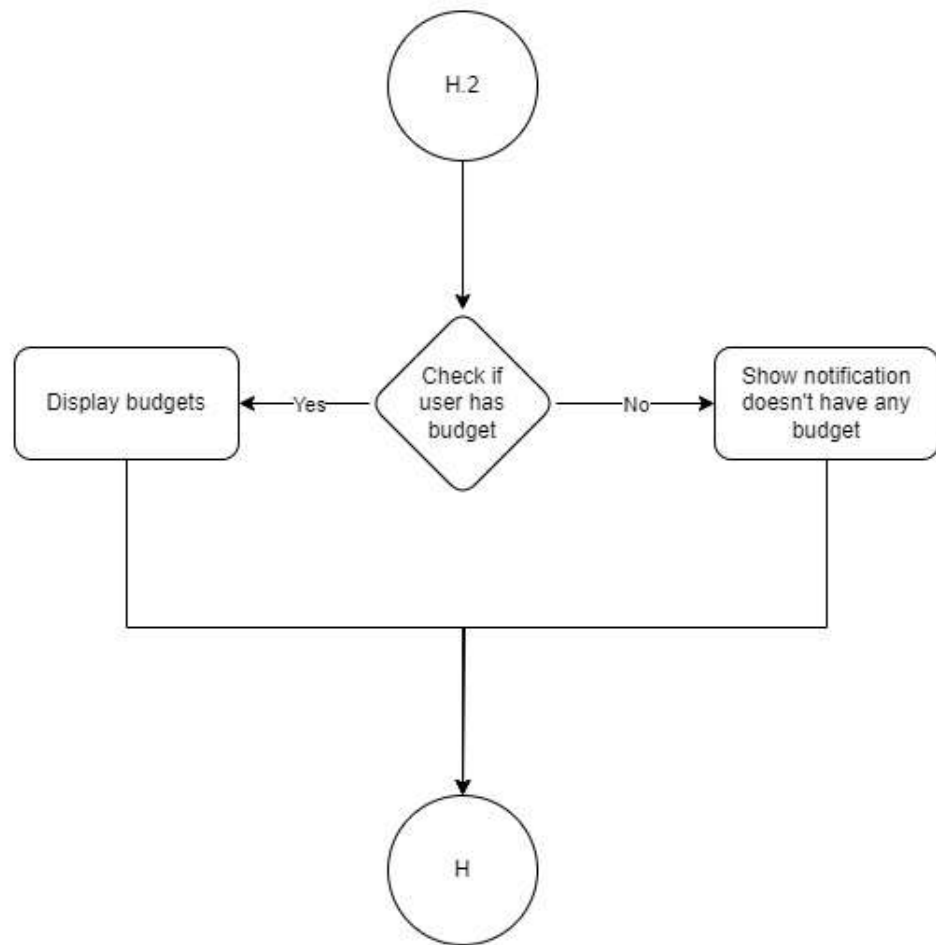 H.2
Display budgets
Yes
Check if
user has
budget
No
Show notification
doesn't have any
budget
H